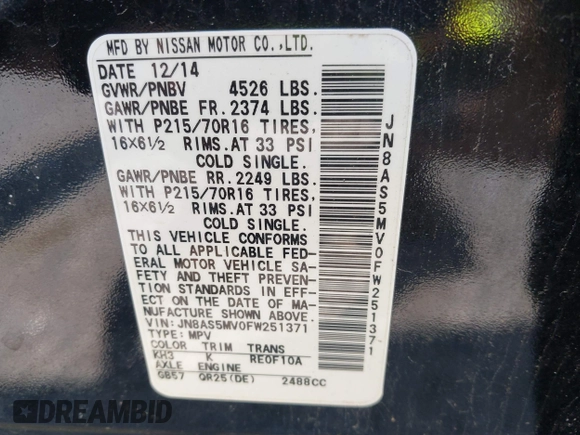 MFD BY NISSAN MOTOR CO.,LTD.
DATE 12/14
GVWR/PNBV 4526 LBS.
GAWR/PNBE FR. 2374 LBS.
WITH P215/70R16 TIRES,
16X6½ RIMS. AT 33 PSI
COLD SINGLE.
GAWR/PNBE RR. 2249 LBS.
WITH P215/70R16 TIRES,
16X6½ RIMS. AT 33 PSI
COLD SINGLE.
THIS VEHICLE CONFORMS
TO ALL APPLICABLE FED-
ERAL MOTOR VEHICLE SA-
FETY AND THEFT PREVEN-
TION STANDARDS IN EFF-
ECT ON THE DATE OF MA-
NUFACTURE SHOWN ABOVE.
VIN: JN8AS5MV0FW251371
TYPE: MPV
COLOR TRIM TRANS
KH3 K RE0F10A
AXLE ENGINE
GB57 QR25(DE) 2488CC
JN8AS5MV0FW251371
DREAMBID